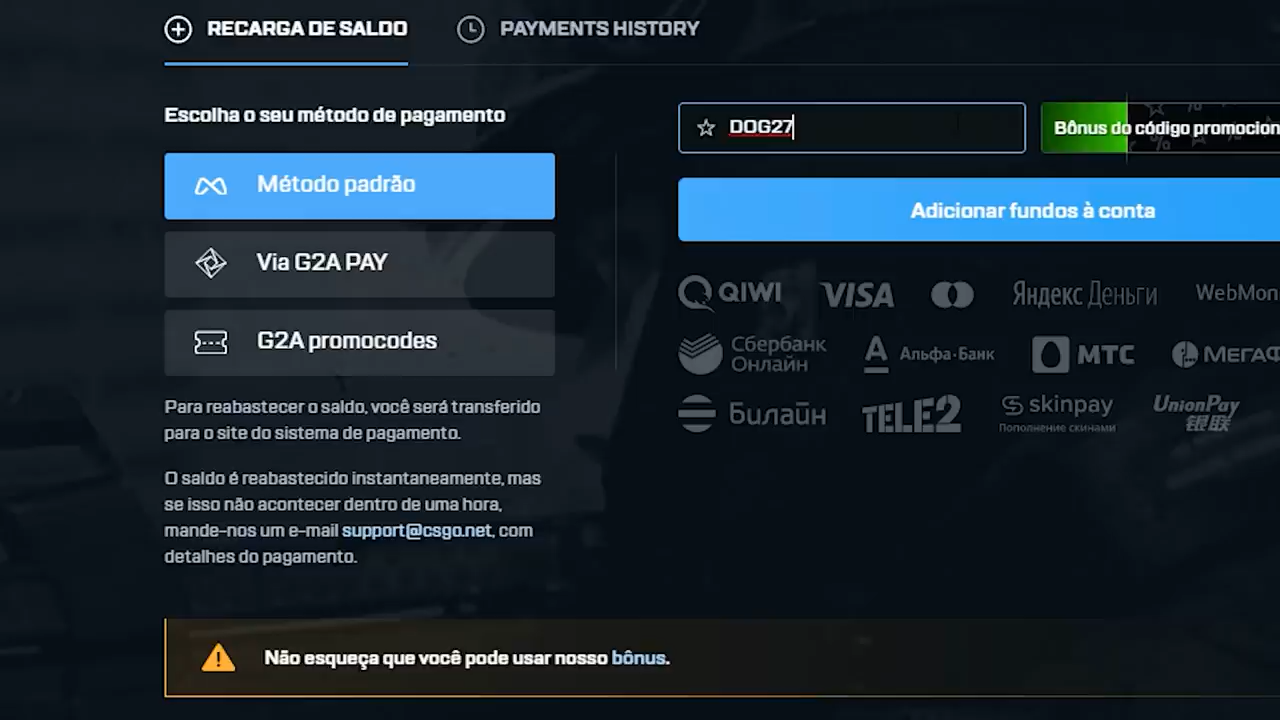 RECARGA DE SALDO
PAYMENTS HISTORY
Escolha o seu método de pagamento
Método padrão
Via G2A PAY
G2A promocodes
Para reabastecer o saldo, você será transferido
para o site do sistema de pagamento.
O saldo é reabastecido instantaneamente, mas
se isso não acontecer dentro de uma hora,
mande-nos um e-mail support@csgo.net, com
detalhes do pagamento.
DOG27
Bônus do código promocion
Adicionar fundos à conta
QIWI VISA Яндекс Деньги WebMon
Сбербанк
Онлайн
Альфа·Банк МТС МЕГАФ
Билайн TELE2 skinpay
Пополнение скинами
UnionPay
银联
Não esqueça que você pode usar nosso bônus.